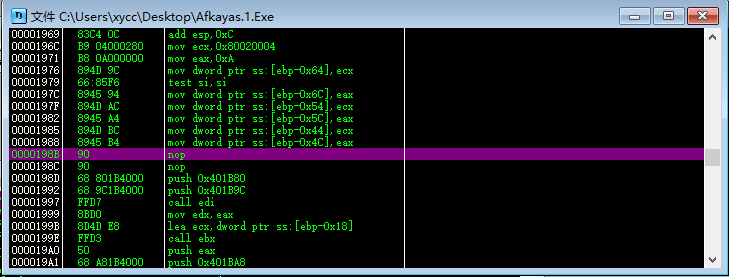 文件 C:\Users\xycc\Desktop\Afkayas.1.Exe
00001969 83C4 0C add esp,0xC
0000196C B9 04000280 mov ecx,0x80020004
00001971 B8 0A000000 mov eax,0xA
00001976 894D 9C mov dword ptr ss:[ebp-0x64],ecx
00001979 66:85F6 test si,si
0000197C 8945 94 mov dword ptr ss:[ebp-0x6C],eax
0000197F 894D AC mov dword ptr ss:[ebp-0x54],ecx
00001982 8945 A4 mov dword ptr ss:[ebp-0x5C],eax
00001985 894D BC mov dword ptr ss:[ebp-0x44],ecx
00001988 8945 B4 mov dword ptr ss:[ebp-0x4C],eax
0000198B 90 nop
0000198C 90 nop
0000198D 68 801B4000 push 0x401B80
00001992 68 9C1B4000 push 0x401B9C
00001997 FFD7 call edi
00001999 8BD0 mov edx,eax
0000199B 8D4D E8 lea ecx,dword ptr ss:[ebp-0x18]
0000199E FFD3 call ebx
000019A0 50 push eax
000019A1 68 A81B4000 push 0x401BA8